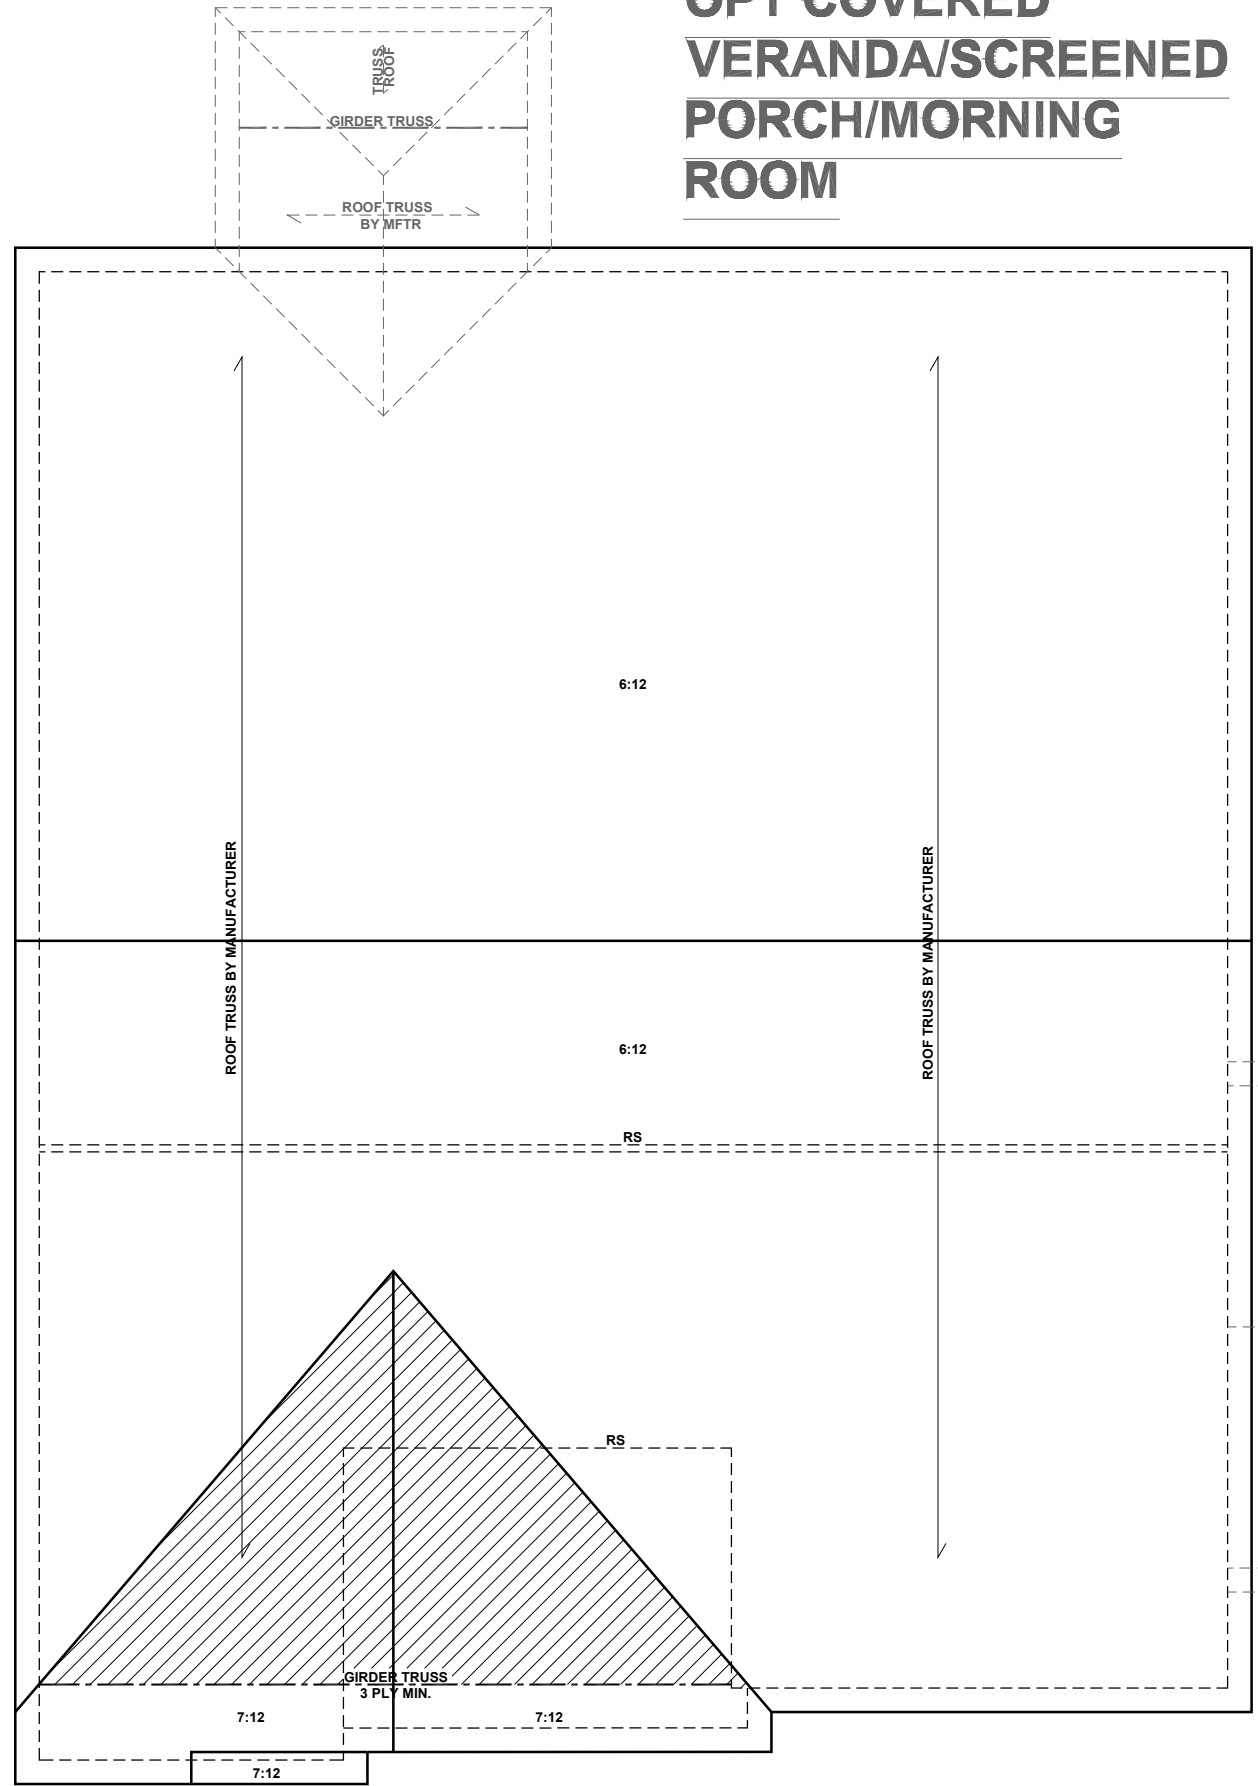 OPT COVERED
VERANDA/SCREENED
PORCH/MORNING
ROOM
TRUSS
ROOF
GIRDER TRUSS
ROOF TRUSS
BY MFTR
6:12
ROOF TRUSS BY MANUFACTURER
ROOF TRUSS BY MANUFACTURER
6:12
RS
RS
GIRDER TRUSS
3 PLY MIN.
7:12
7:12
7:12